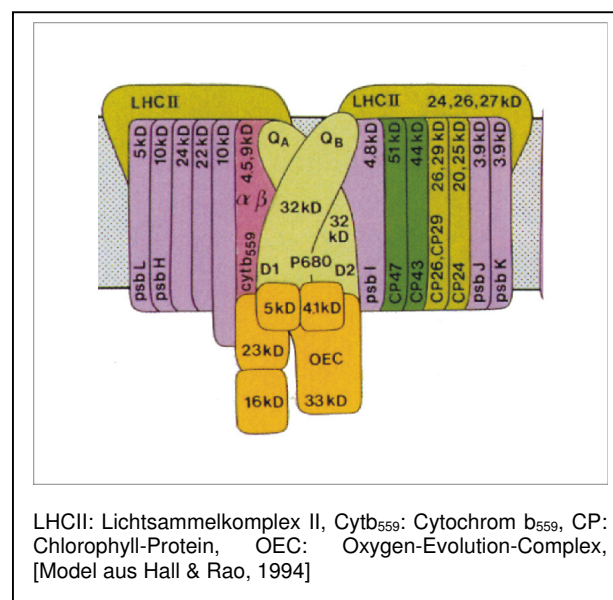 LHC II
LHC II 24,26,27kD
5kD
10kD
24kD
22kD
10kD
4.5,9kD
QA
QB
4.8kD
51kD
44kD
26,29kD
20,25kD
3.9kD
3.9kD
α β
32kD
32
kD
psb L
psb H
cytb559
D1
P680
D2
psb I
CP47
CP43
CP26,CP29
CP24
psb J
psb K
5kD
4.1kD
23kD
OEC
16kD
33kD
LHCII: Lichtsammelkomplex II, Cytb559: Cytochrom b559, CP:
Chlorophyll-Protein, OEC: Oxygen-Evolution-Complex,
[Model aus Hall & Rao, 1994]